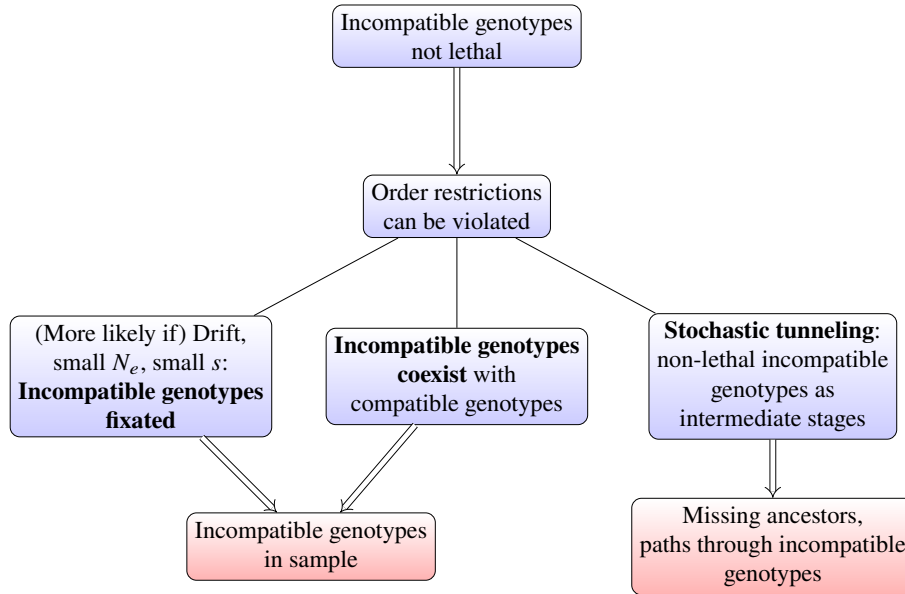 Incompatible genotypes
not lethal
Order restrictions
can be violated
(More likely if) Drift,
small Nₑ, small s:
Incompatible genotypes
fixated
Incompatible genotypes
coexist with
compatible genotypes
Stochastic tunneling:
non-lethal incompatible
genotypes as
intermediate stages
Incompatible genotypes
in sample
Missing ancestors,
paths through incompatible
genotypes